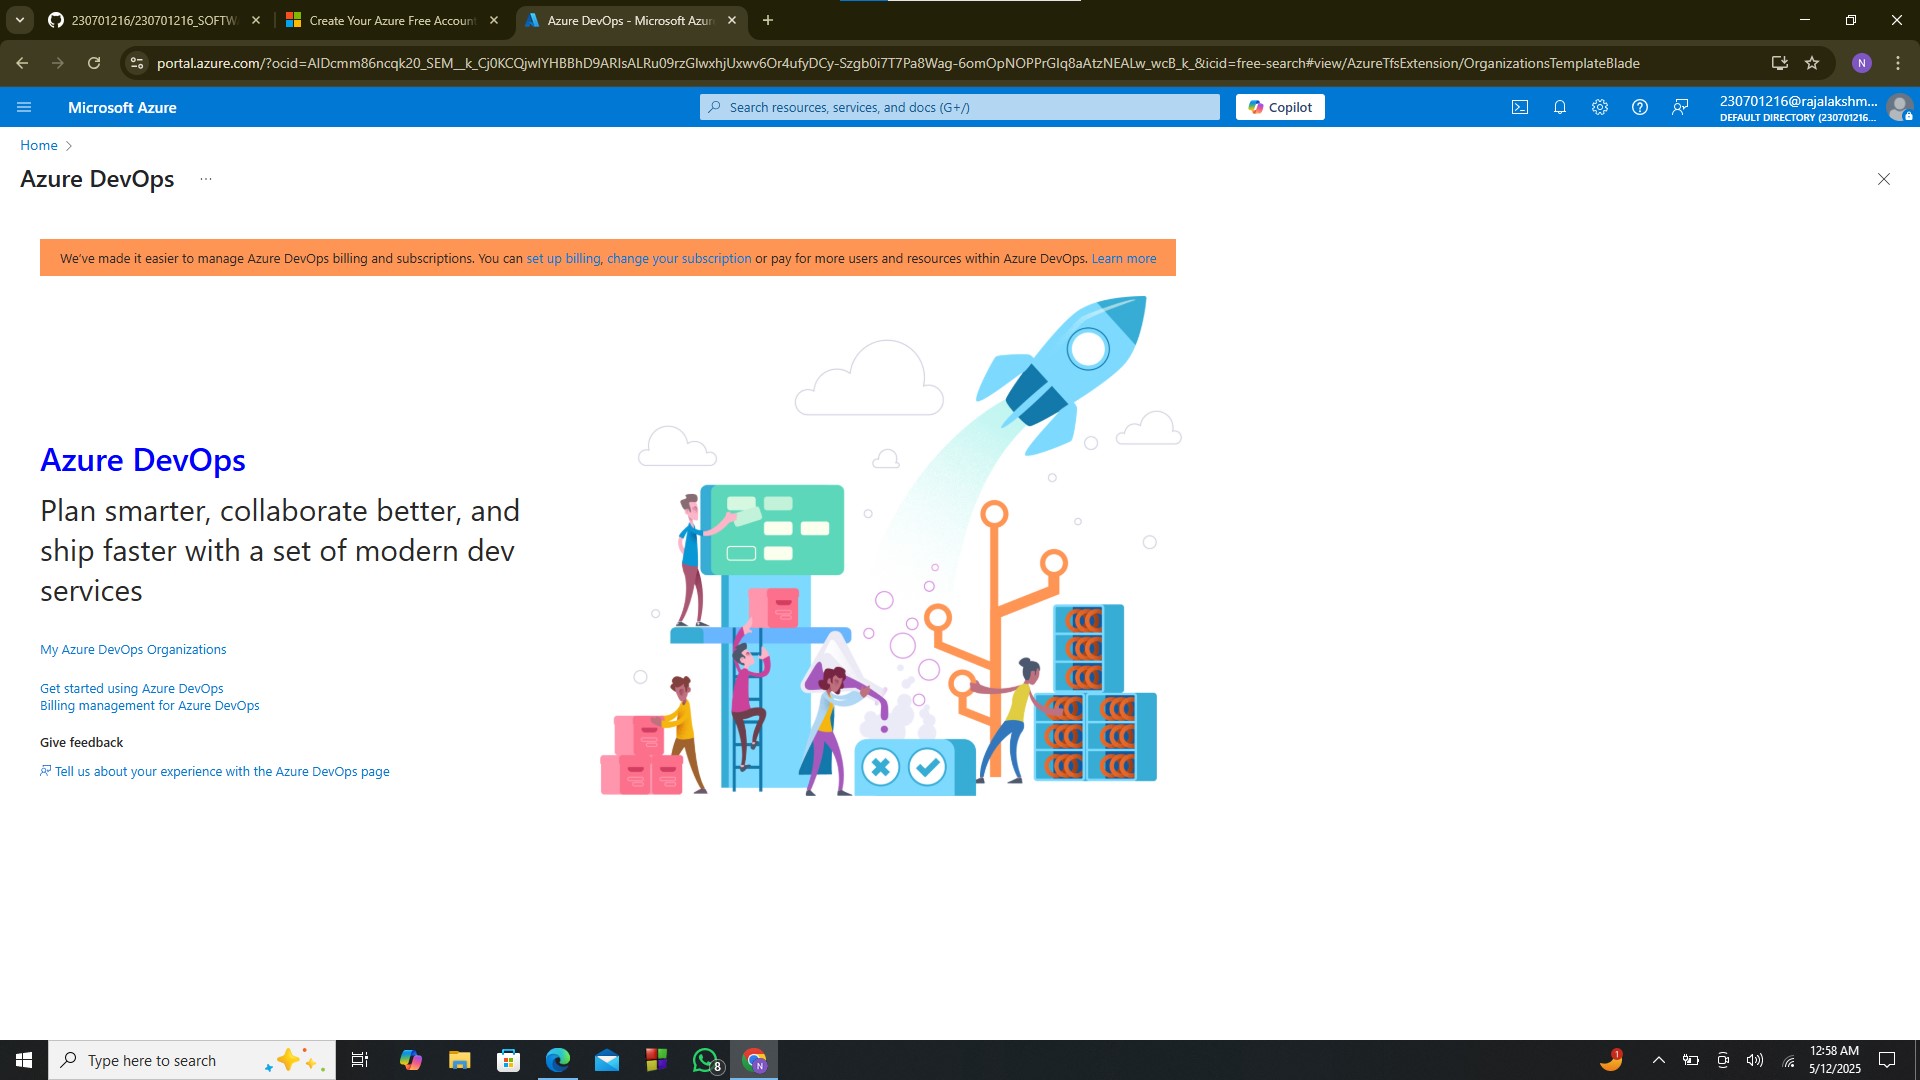 230701216/230701216_SOFTW
Create Your Azure Free Account
Azure DevOps - Microsoft Azur
portal.azure.com/?ocid=AIDcmm86ncqk20_SEM__k_Cj0KCQjwlYHBBhD9ARIsALRu09rzGlwxhjUxwv6Or4ufyDCy-Szgb0i7T7Pa8Wag-6omOpNOPPrGIq8aAtzNEALw_wcB_k_&icid=free-search#view/AzureTfsExtension/OrganizationsTemplateBlade
N
Microsoft Azure
Search resources, services, and docs (G+/)
Copilot
230701216@rajalakshm...
DEFAULT DIRECTORY (230701216...
Home
Azure DevOps
...
We've made it easier to manage Azure DevOps billing and subscriptions. You can set up billing, change your subscription or pay for more users and resources within Azure DevOps. Learn more
Azure DevOps
Plan smarter, collaborate better, and
ship faster with a set of modern dev
services
My Azure DevOps Organizations
Get started using Azure DevOps
Billing management for Azure DevOps
Give feedback
Tell us about your experience with the Azure DevOps page
Type here to search
8
N
1
12:58 AM
5/12/2025